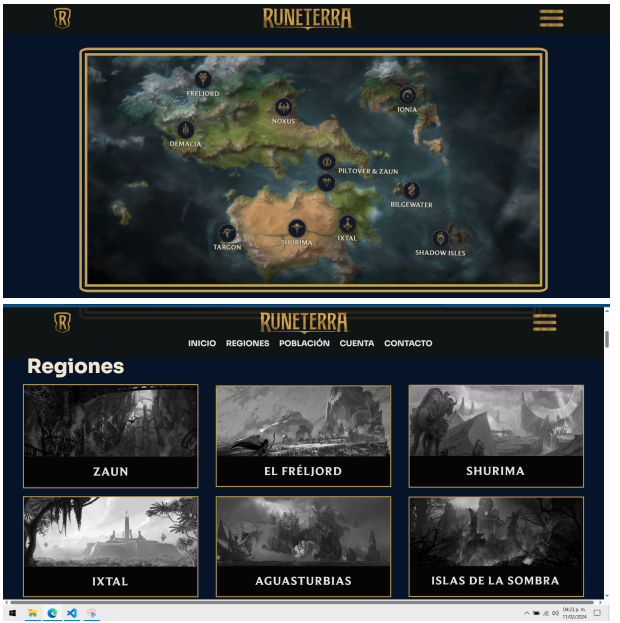 R
RUNETERRA
FRELJORD
NOXUS
IONIA
DEMACIA
PILTOVER & ZAUN
BILGEWATER
TARGON
SHURIMA
IXTAL
SHADOW ISLES
R
RUNETERRA
INICIO REGIONES POBLACIÓN CUENTA CONTACTO
Regiones
ZAUN EL FRÉLJORD SHURIMA
IXTAL AGUASTURBIAS ISLAS DE LA SOMBRA
04:23 p. m.
11/02/2024